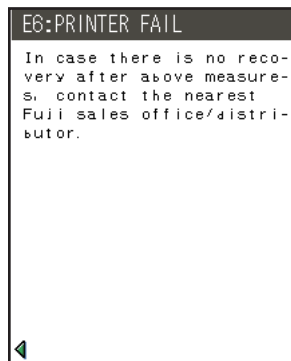 E6:PRINTER FAIL
In case there is no reco-
very after above measure-
s, contact the nearest
Fuji sales office/distri-
butor.